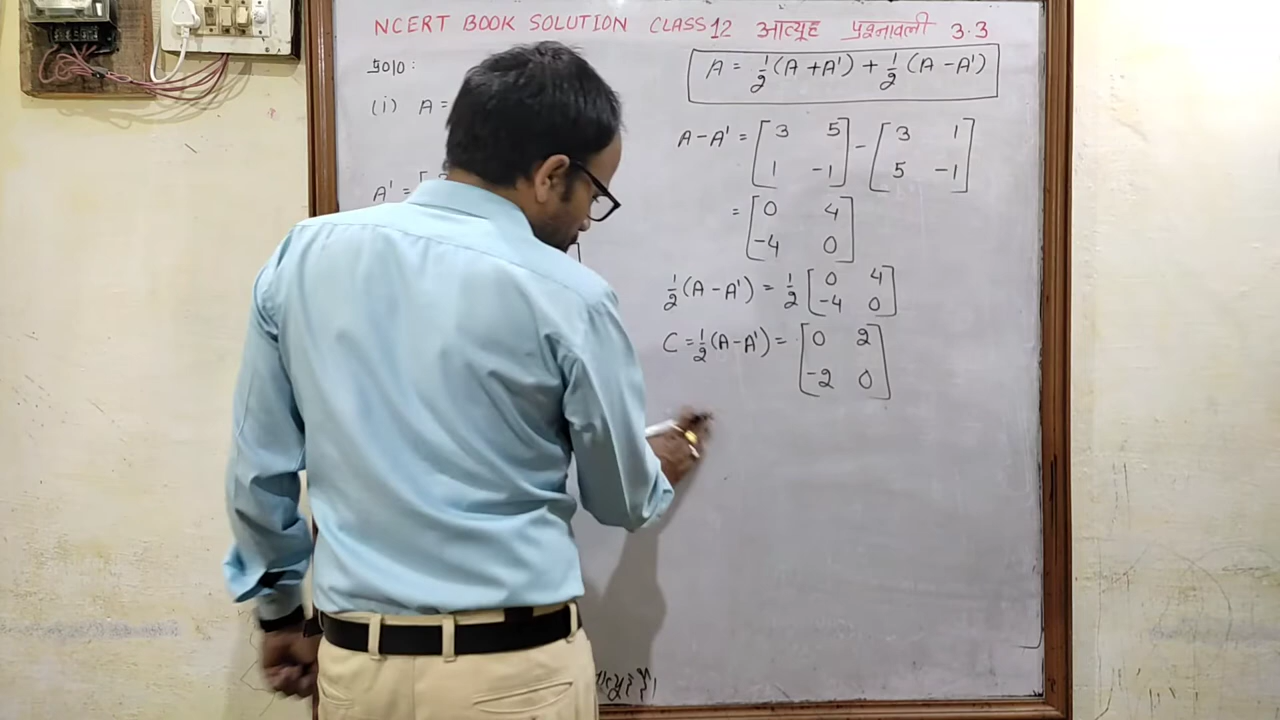 NCERT BOOK SOLUTION CLASS 12 आव्यूह प्रश्नावली 3.3
प्र010:
(i) A =
A' =
A = 1/2 (A + A') + 1/2 (A - A')
A - A' = [3 5; 1 -1] - [3 1; 5 -1]
= [0 4; -4 0]
1/2 (A - A') = 1/2 [0 4; -4 0]
C = 1/2 (A - A') = [0 2; -2 0]